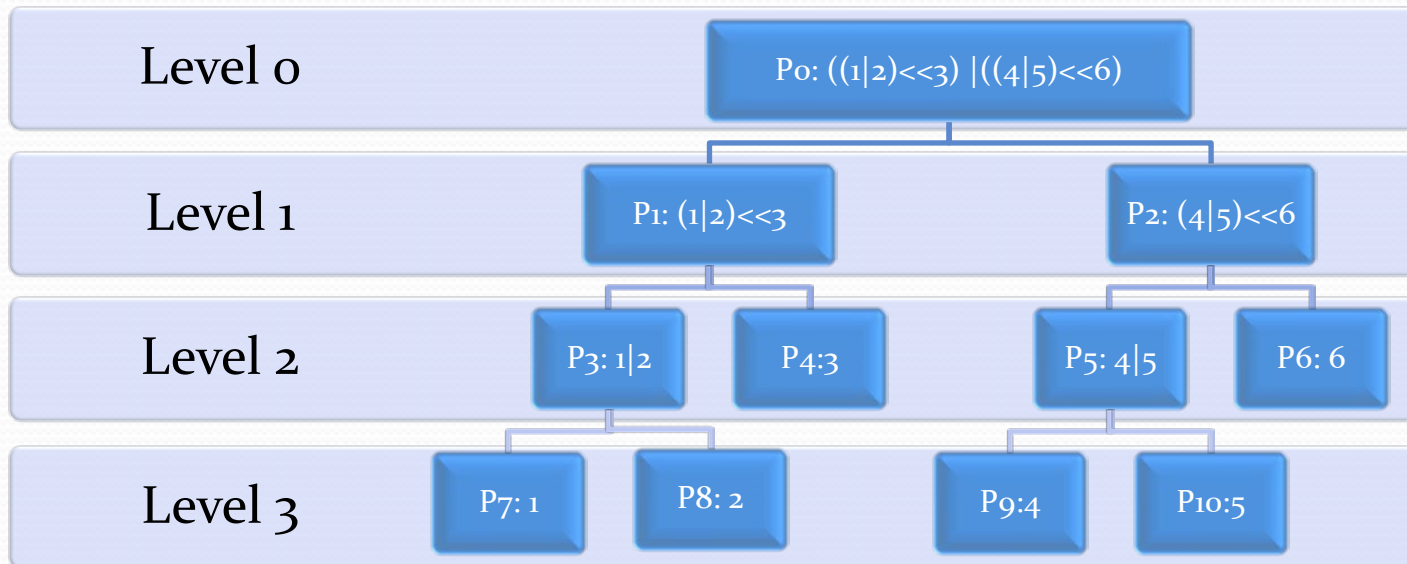 Level 0
P0: ((1|2)<<3) |((4|5)<<6)
Level 1
P1: (1|2)<<3
P2: (4|5)<<6
Level 2
P3: 1|2
P4:3
P5: 4|5
P6: 6
Level 3
P7: 1
P8: 2
P9:4
P10:5